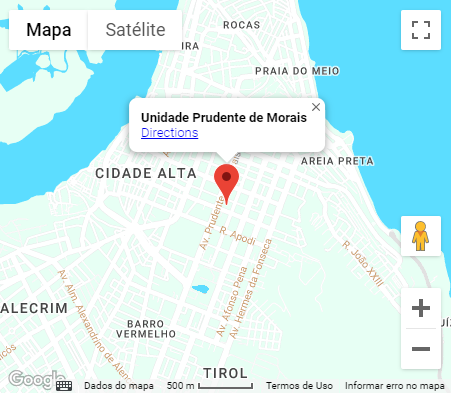 Mapa
Satélite
ROCAS
EIRA
PRAIA DO MEIO
Unidade Prudente de Morais
Directions
AREIA PRETA
CIDADE ALTA
Av. Prudente
R. Apodi
R. João XXIII
Av. Afonso Pena
Av. Hermes da Fonseca
Av. Alm. Alexandrino de Alen
ALECRIM
BARRO
VERMELHO
TIROL
Google
Dados do mapa
500 m
Termos de Uso
Informar erro no mapa